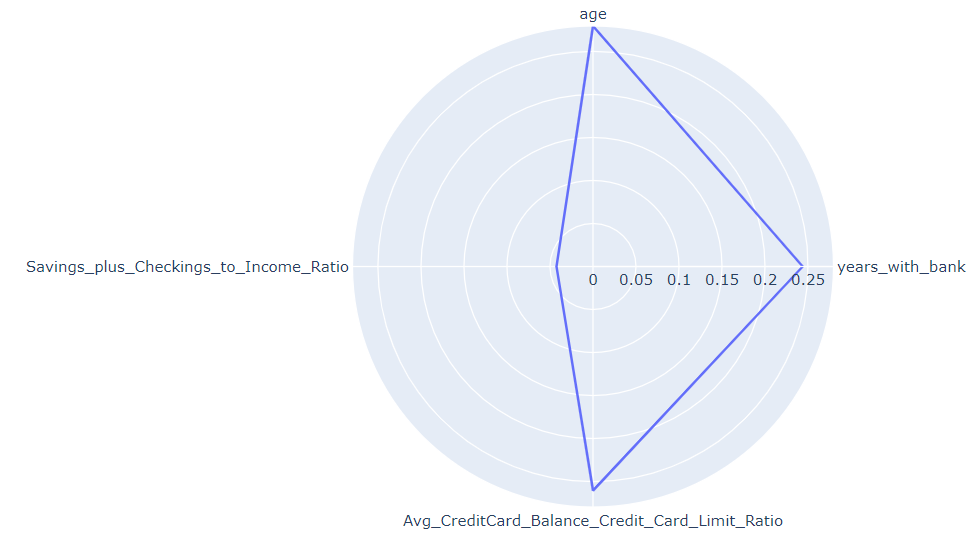 age
Savings_plus_Checkings_to_Income_Ratio
years_with_bank
0 0.05 0.1 0.15 0.2 0.25
Avg_CreditCard_Balance_Credit_Card_Limit_Ratio